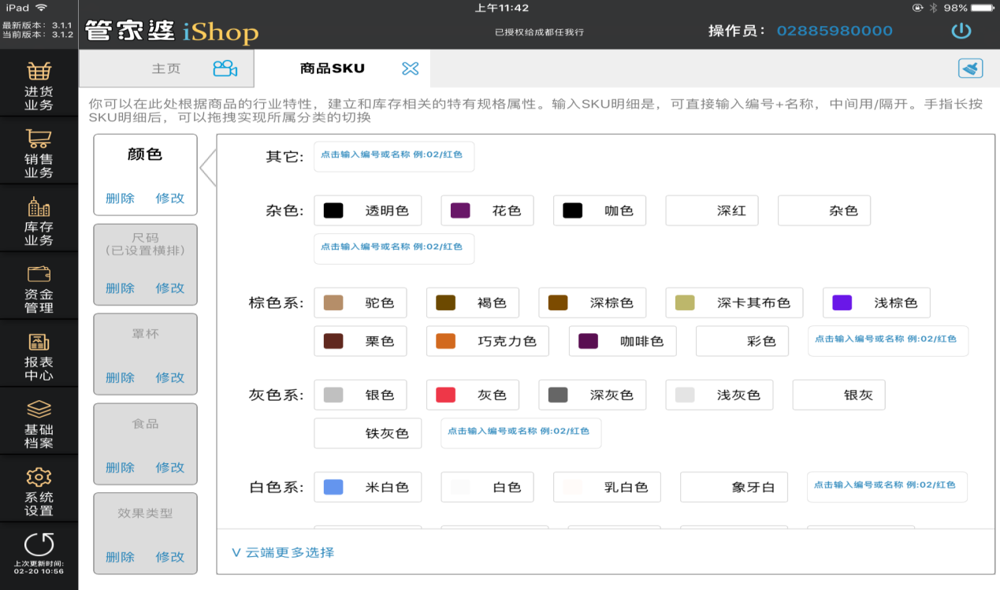 iPad
上午11:42
98%
最新版本：3.1.1
当前版本：3.1.2
管家婆 iShop
已授权给成都任我行
操作员：02885980000
进货
业务
销售
业务
库存
业务
资金
管理
报表
中心
基础
档案
系统
设置
上次更新时间:
02-20 10:56
主页
商品SKU
你可以在此处根据商品的行业特性，建立和库存相关的特有规格属性。输入SKU明细是，可直接输入编号+名称，中间用/隔开。手指长按
SKU明细后，可以拖拽实现所属分类的切换
颜色
删除 修改
尺码
(已设置横排)
删除 修改
罩杯
删除 修改
食品
删除 修改
效果类型
删除 修改
其它: 点击输入编号或名称 例:02/红色
杂色: 透明色 花色 咖色 深红 杂色
点击输入编号或名称 例:02/红色
棕色系: 驼色 褐色 深棕色 深卡其布色 浅棕色
栗色 巧克力色 咖啡色 彩色 点击输入编号或名称 例:02/红色
灰色系: 银色 灰色 深灰色 浅灰色 银灰
铁灰色 点击输入编号或名称 例:02/红色
白色系: 米白色 白色 乳白色 象牙白 点击输入编号或名称 例:02/红色
V 云端更多选择